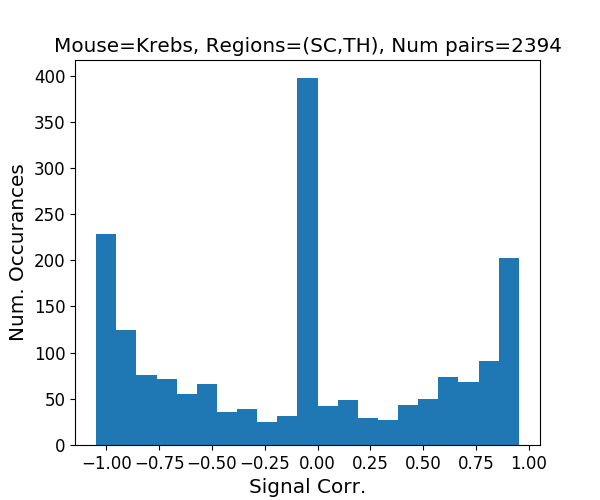 Mouse=Krebs, Regions=(SC,TH), Num pairs=2394
400
350
300
250
200
150
100
50
0
Num. Occurances
−1.00 −0.75 −0.50 −0.25 0.00 0.25 0.50 0.75 1.00
Signal Corr.